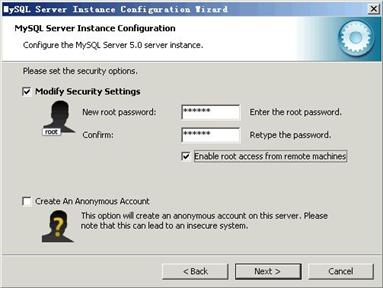 MySQL Server Instance Configuration Wizard
MySQL Server Instance Configuration
Configure the MySQL Server 5.0 server instance.
Please set the security options.
Modify Security Settings
New root password: ****** Enter the root password.
root
Confirm: ****** Retype the password.
Enable root access from remote machines
Create An Anonymous Account
This option will create an anonymous account on this server. Please
note that this can lead to an insecure system.
< Back Next > Cancel